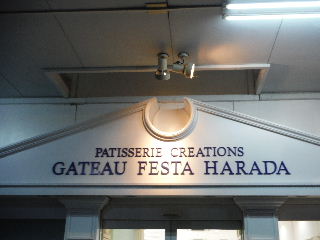 PATISSERIE CREATIONS
GATEAU FESTA HARADA